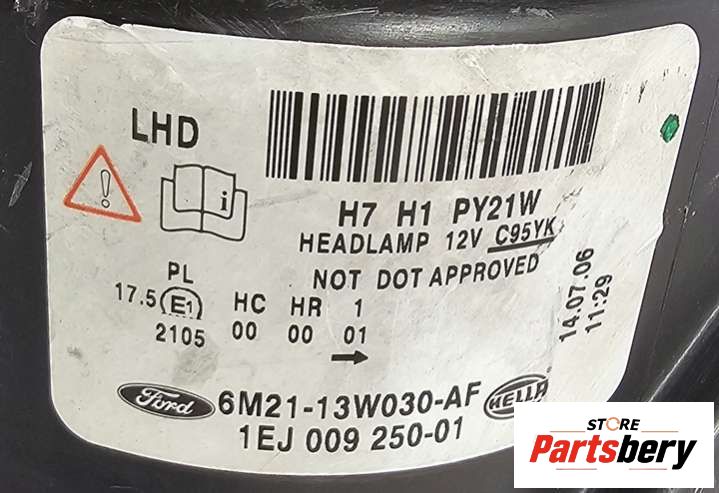 LHD
i
H7 H1 PY21W
HEADLAMP 12V C95YK
NOT DOT APPROVED
PL
17.5 E1 HC HR 1
2105 00 00 01
14.07.06
11:29
Ford 6M21-13W030-AF HELLA
1EJ 009 250-01
STORE
Partsbery